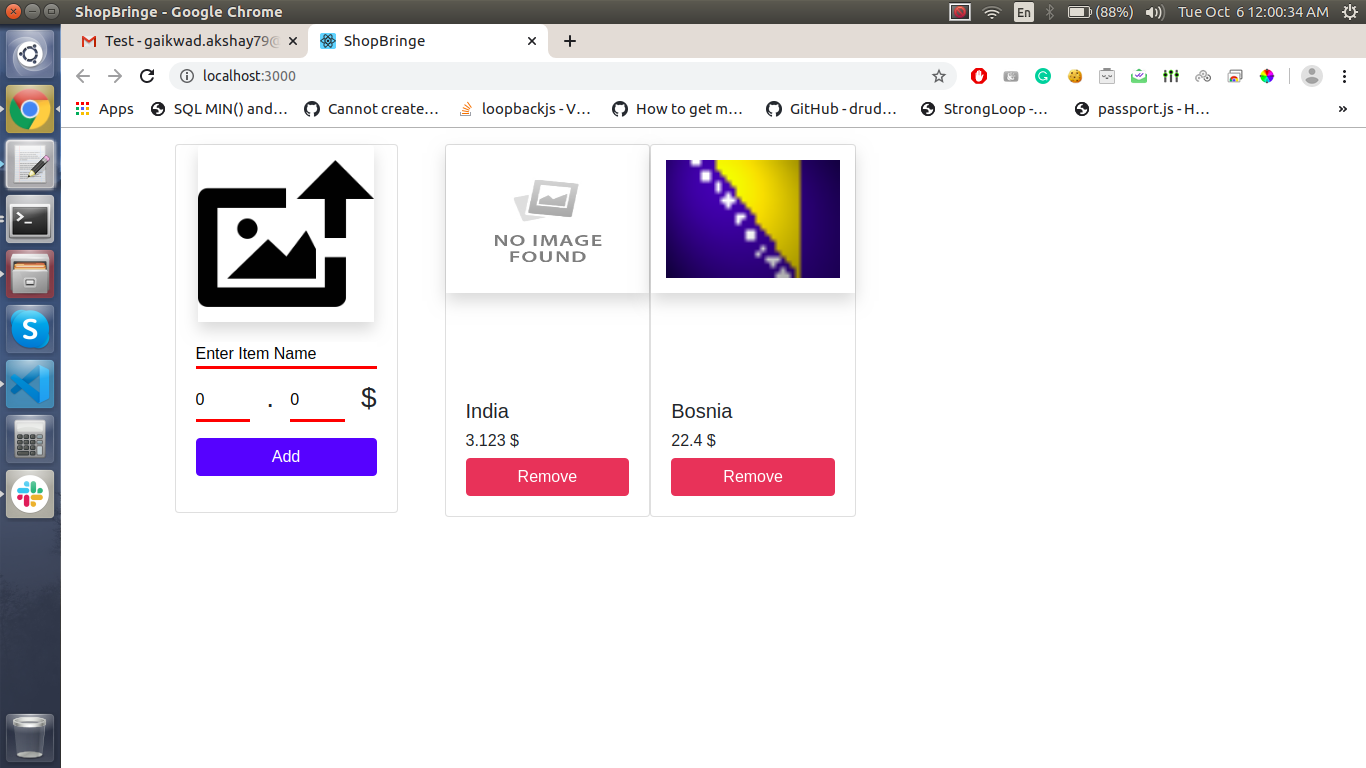 ShopBringe - Google Chrome
En (88%) Tue Oct 6 12:00:34 AM
Test - gaikwad.akshay79@
ShopBringe
localhost:3000
Apps SQL MIN() and… Cannot create… loopbackjs - V… How to get m… GitHub - drud… StrongLoop -… passport.js - H… »
NO IMAGE
FOUND
Enter Item Name
0 . 0 $
Add
India
3.123 $
Remove
Bosnia
22.4 $
Remove